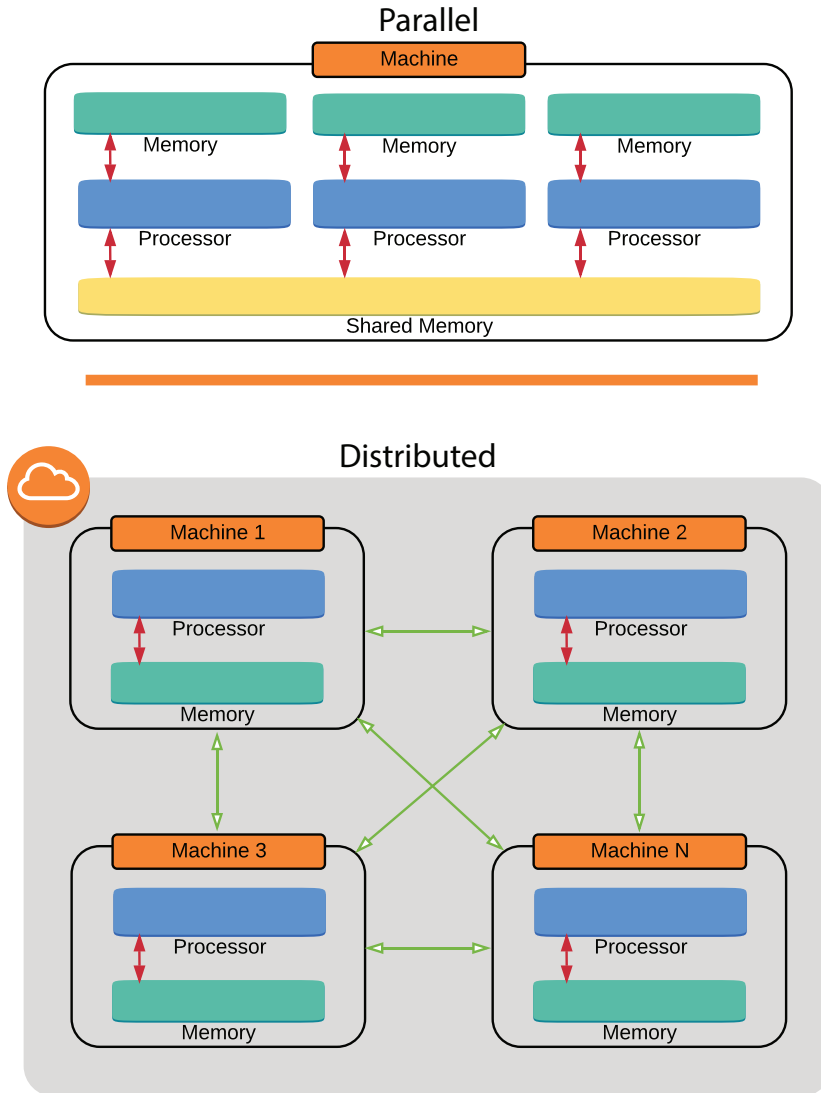 Parallel
Machine
Memory Memory Memory
Processor Processor Processor
Shared Memory
Distributed
Machine 1 Machine 2
Processor Processor
Memory Memory
Machine 3 Machine N
Processor Processor
Memory Memory